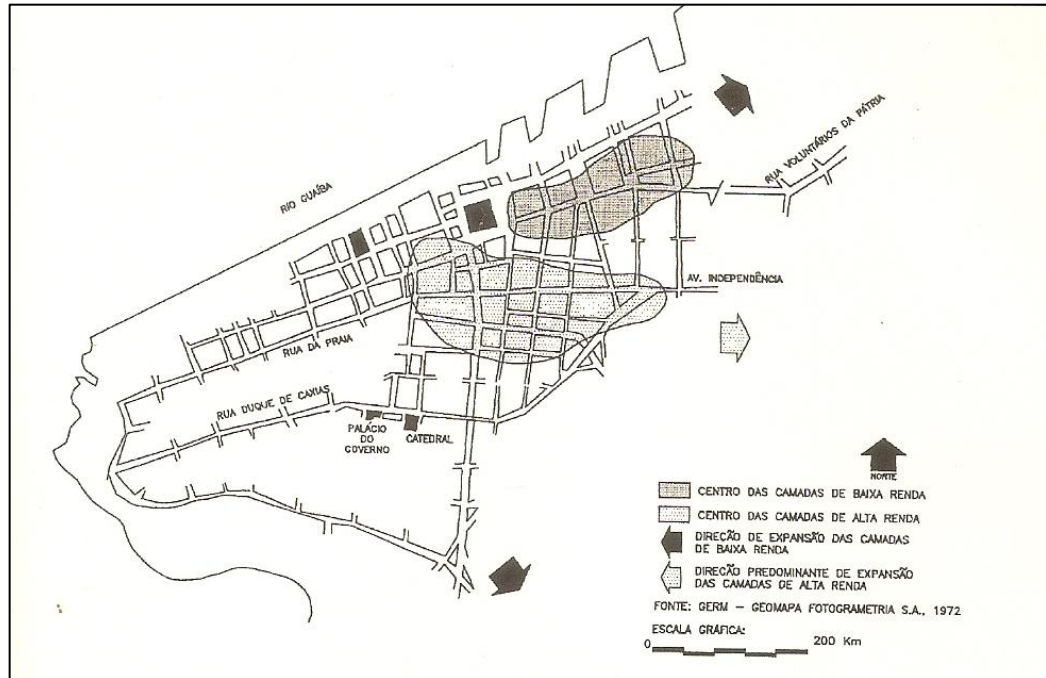 RIO GUAÍBA
RUA VOLUNTÁRIOS DA PÁTRIA
AV. INDEPENDÊNCIA
RUA DA PRAIA
RUA DUQUE DE CAXIAS
PALÁCIO
DO
GOVERNO
CATEDRAL
NORTE
CENTRO DAS CAMADAS DE BAIXA RENDA
CENTRO DAS CAMADAS DE ALTA RENDA
DIREÇÃO DE EXPANSÃO DAS CAMADAS
DE BAIXA RENDA
DIREÇÃO PREDOMINANTE DE EXPANSÃO
DAS CAMADAS DE ALTA RENDA
FONTE: GERM – GEOMAPA FOTOGRAMETRIA S.A., 1972
ESCALA GRÁFICA:
0 200 Km